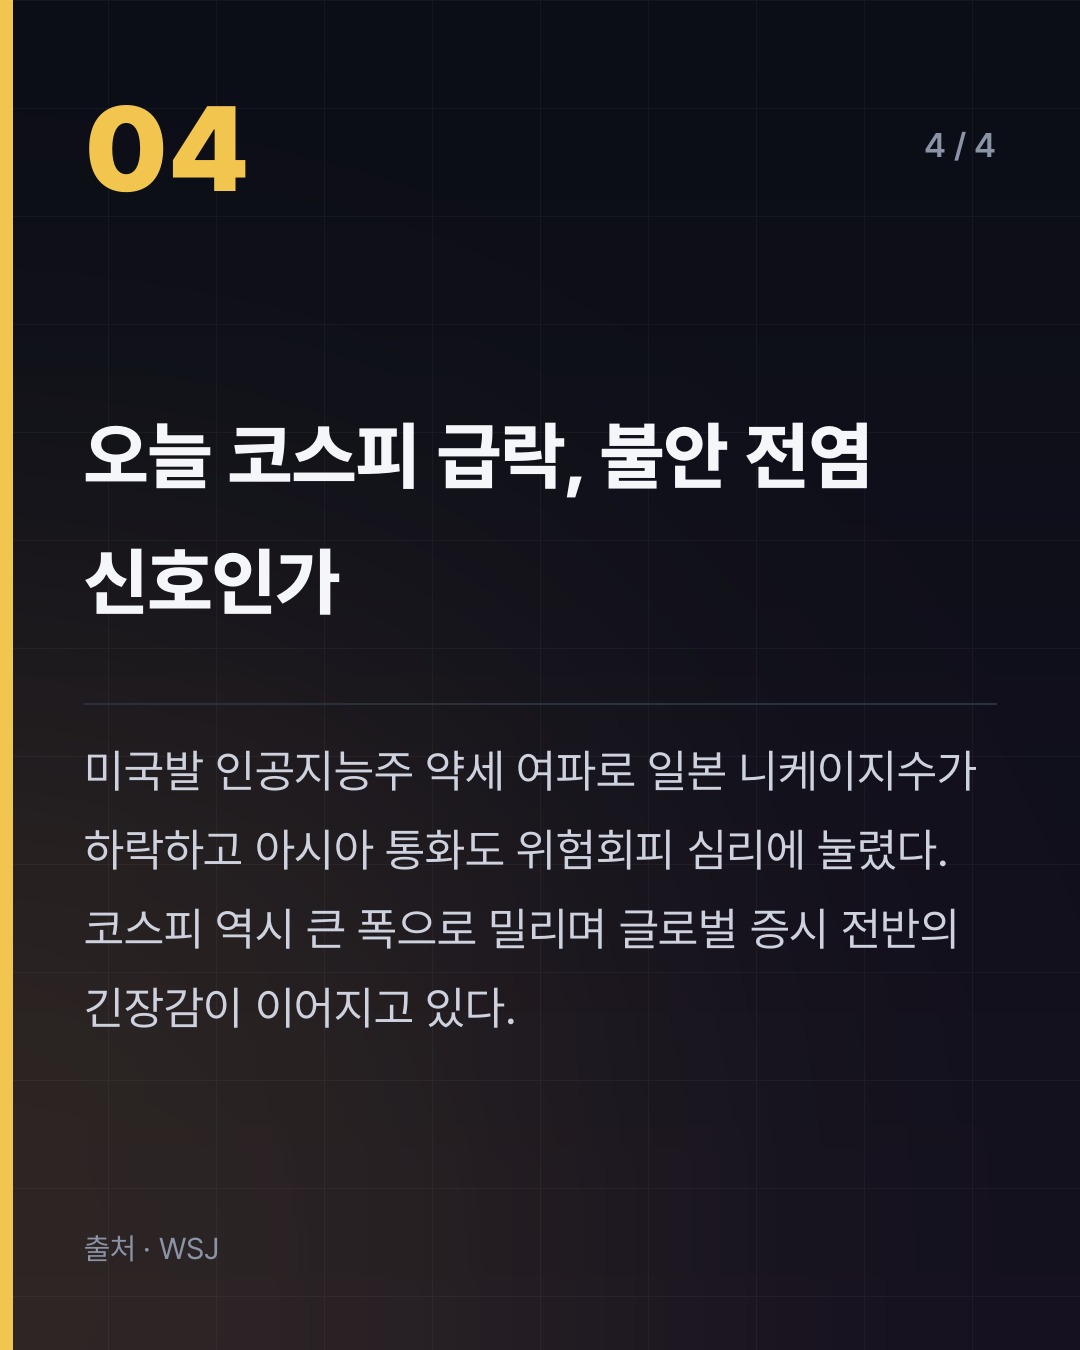 04
4 / 4
오늘 코스피 급락, 불안 전염
신호인가
미국발 인공지능주 약세 여파로 일본 니케이지수가
하락하고 아시아 통화도 위험회피 심리에 눌렸다.
코스피 역시 큰 폭으로 밀리며 글로벌 증시 전반의
긴장감이 이어지고 있다.
출처 · WSJ